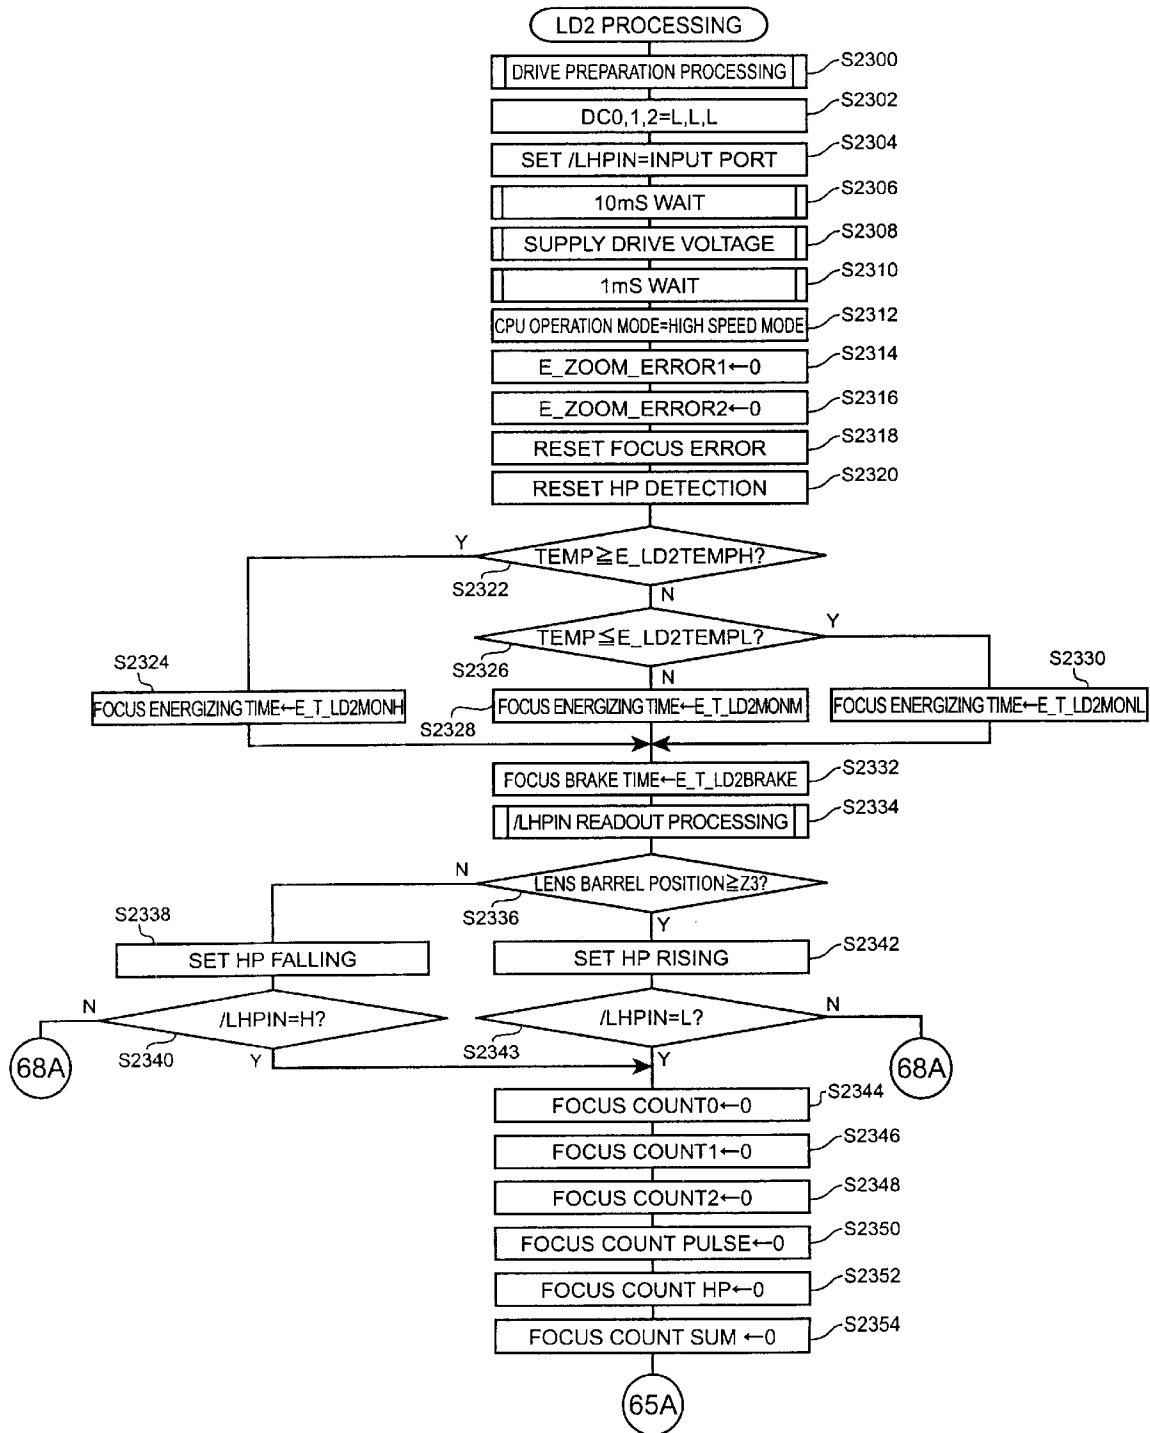 LD2 PROCESSING
DRIVE PREPARATION PROCESSING
S2300
DC0,1,2=L,L,L
S2302
SET /LHPIN=INPUT PORT
S2304
10mS WAIT
S2306
SUPPLY DRIVE VOLTAGE
S2308
1mS WAIT
S2310
CPU OPERATION MODE=HIGH SPEED MODE
S2312
E_ZOOM_ERROR1←0
S2314
E_ZOOM_ERROR2←0
S2316
RESET FOCUS ERROR
S2318
RESET HP DETECTION
S2320
Y
TEMP≧E_LD2TEMPH?
S2322
N
TEMP≦E_LD2TEMPL?
Y
S2326
N
S2324
FOCUS ENERGIZING TIME←E_T_LD2MONH
FOCUS ENERGIZING TIME←E_T_LD2MONM
S2328
S2330
FOCUS ENERGIZING TIME←E_T_LD2MONL
FOCUS BRAKE TIME←E_T_LD2BRAKE
S2332
/LHPIN READOUT PROCESSING
S2334
N
LENS BARREL POSITION≧Z3?
S2336
Y
S2338
SET HP FALLING
SET HP RISING
S2342
N
/LHPIN=H?
S2340
Y
/LHPIN=L?
N
S2343
Y
68A
68A
FOCUS COUNT0←0
S2344
FOCUS COUNT1←0
S2346
FOCUS COUNT2←0
S2348
FOCUS COUNT PULSE←0
S2350
FOCUS COUNT HP←0
S2352
FOCUS COUNT SUM ←0
S2354
65A